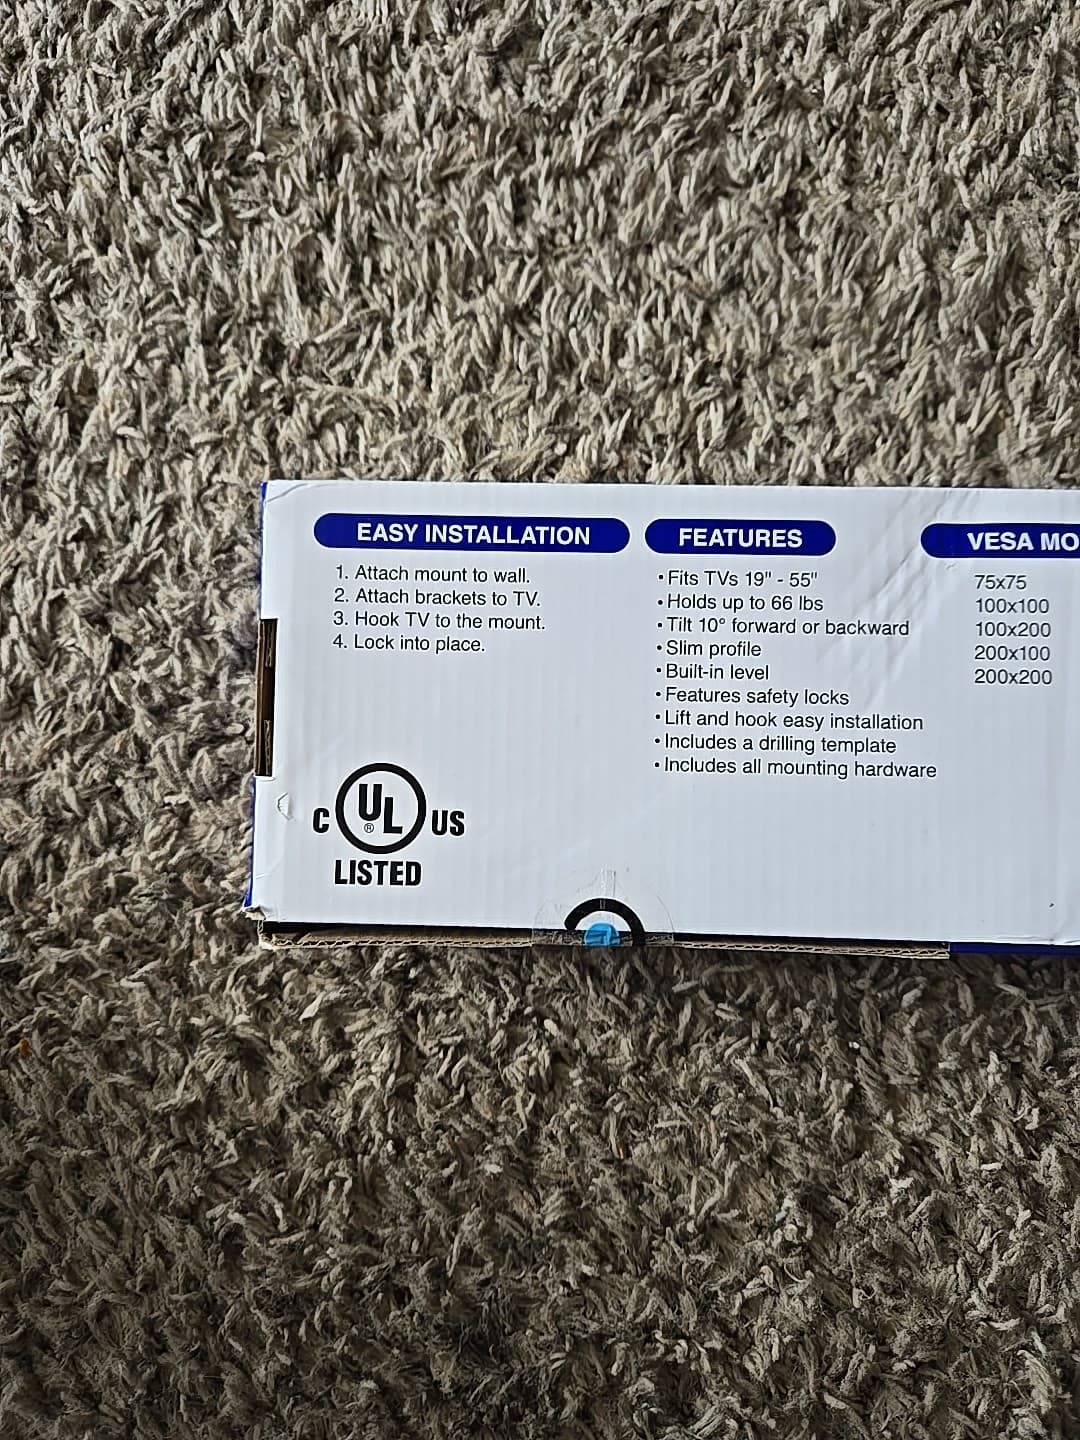 EASY INSTALLATION
1. Attach mount to wall.
2. Attach brackets to TV.
3. Hook TV to the mount.
4. Lock into place.
C UL® US
LISTED
FEATURES
• Fits TVs 19" - 55"
• Holds up to 66 lbs
• Tilt 10° forward or backward
• Slim profile
• Built-in level
• Features safety locks
• Lift and hook easy installation
• Includes a drilling template
• Includes all mounting hardware
VESA MO
75x75
100x100
100x200
200x100
200x200